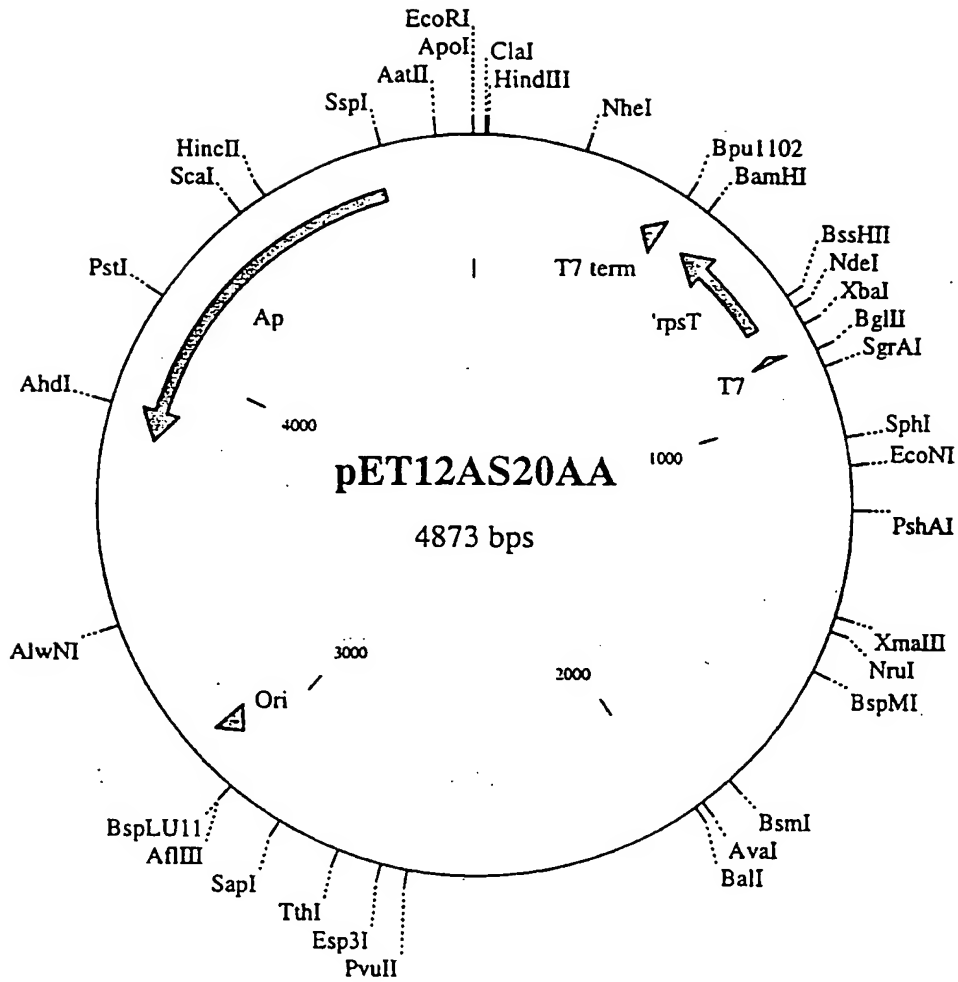 EcoRI
ApoI
ClaI
AatII
HindIII
SspI
NheI
HincII
Bpu1102
ScaI
BamHI
BssHII
NdeI
T7 term
PstI
XbaI
'rpsT
Ap
BglII
SgrAI
T7
AhdI
4000
SphI
1000
EcoNI
pET12AS20AA
4873 bps
PshAI
AlwNI
3000
XmaIII
2000
NruI
Ori
BspMI
BspLU11
BsmI
AflIII
AvaI
SapI
BalI
TthI
Esp3I
PvuII